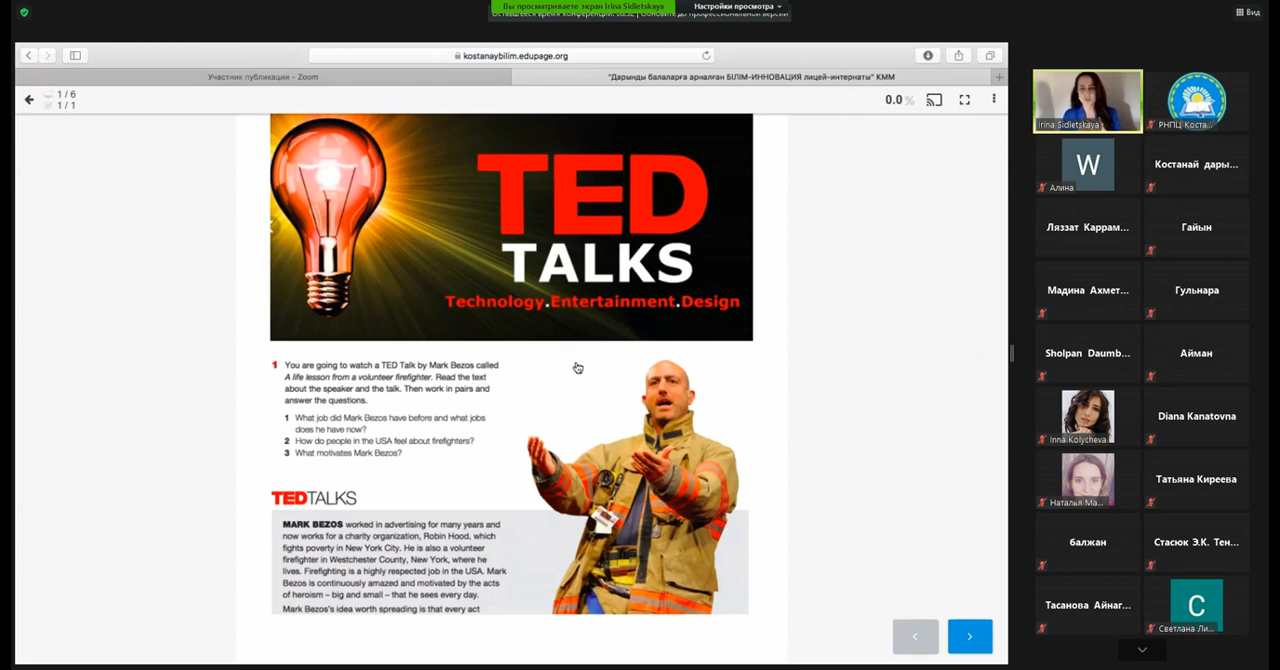 Вы просматриваете экран Irina Sidletskaya
Настройки просмотра
Вид
kostanaybilim.edupage.org
Участник публикации - Zoom
"Дарынды балаларға арналған БІЛІМ-ИННОВАЦИЯ лицей-интернаты" КММ
1 / 6
1 / 1
0.0 %
TED
TALKS
Technology.Entertainment.Design
1 You are going to watch a TED Talk by Mark Bezos called
A life lesson from a volunteer firefighter. Read the text
about the speaker and the talk. Then work in pairs and
answer the questions.
1 What job did Mark Bezos have before and what jobs
does he have now?
2 How do people in the USA feel about firefighters?
3 What motivates Mark Bezos?
TEDTALKS
MARK BEZOS worked in advertising for many years and
now works for a charity organization, Robin Hood, which
fights poverty in New York City. He is also a volunteer
firefighter in Westchester County, New York, where he
lives. Firefighting is a highly respected job in the USA. Mark
Bezos is continuously amazed and motivated by the acts
of heroism – big and small – that he sees every day.
Mark Bezos's idea worth spreading is that every act
Irina Sidletskaya
РНПЦ Коста...
W
Алина
Костанай дары...
Ляззат Каррам...
Гайын
Мадина Ахмет...
Гульнара
Sholpan Daumb...
Айман
Inna Kolycheva
Diana Kanatovna
Наталья Ма...
Татьяна Киреева
балжан
Стасюк Э.К. Тен...
Тасанова Айнаг...
С
Светлана Ли...